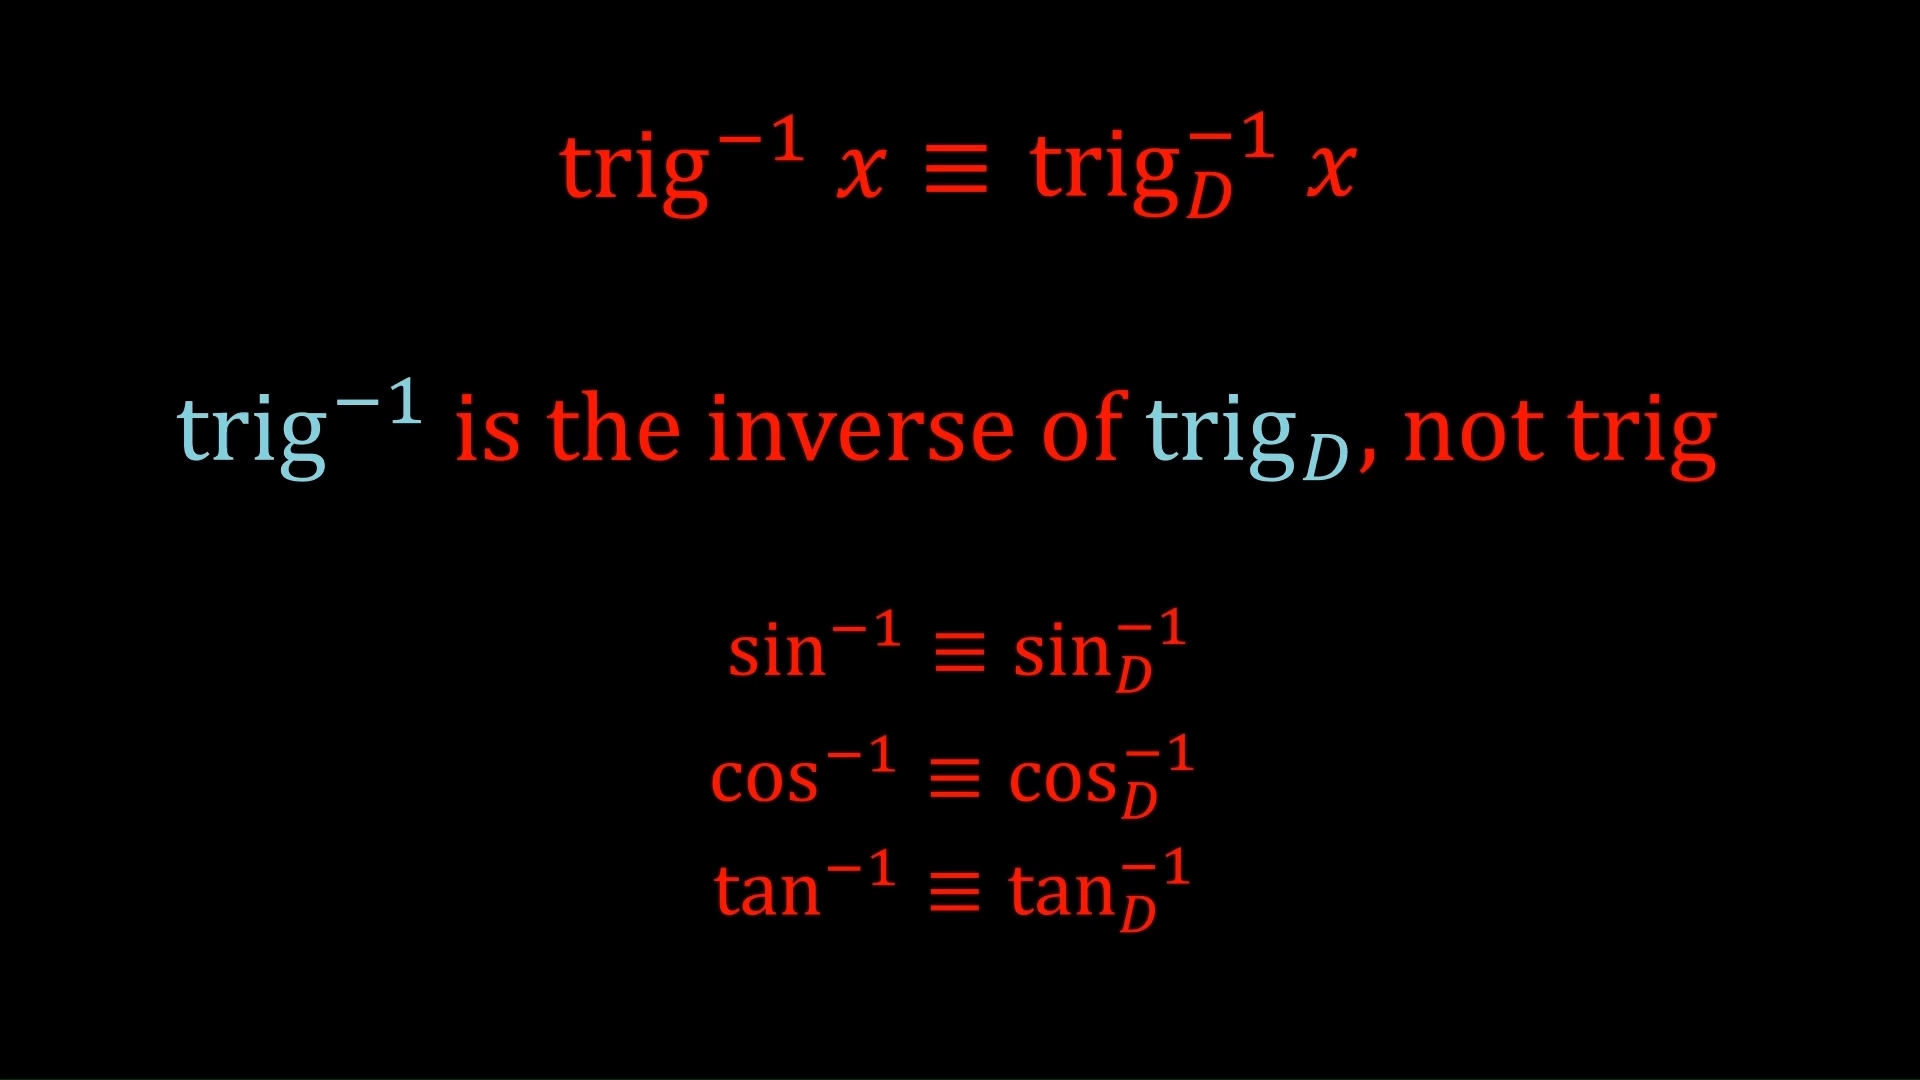 trig⁻¹ x ≡ trig_D⁻¹ x
trig⁻¹ is the inverse of trig_D, not trig
sin⁻¹ ≡ sin_D⁻¹
cos⁻¹ ≡ cos_D⁻¹
tan⁻¹ ≡ tan_D⁻¹